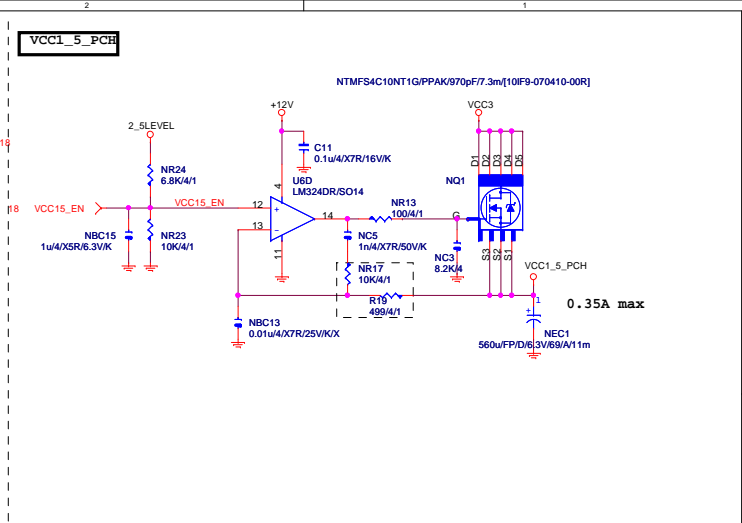 2
1
VCC1_5_PCH
NTMFS4C10NT1G/PPAK/970pF/7.3m/[10IF9-070410-00R]
+12V
VCC3
2_5LEVEL
18
C11
0.1u/4/X7R/16V/K
D1
D2
D3
D4
D5
NR24
6.8K/4/1
U6D
LM324DR/SO14
NQ1
4
18
VCC15_EN
VCC15_EN
12
+
NR13
100/4/1
G
14
13
−
NBC15
1u/4/X5R/6.3V/K
NR23
10K/4/1
NC5
1n/4/X7R/50V/K
11
NC3
8.2K/4
S3
S2
S1
NR17
10K/4/1
VCC1_5_PCH
R19
499/4/1
1
0.35A max
+
NBC13
0.01u/4/X7R/25V/K/X
NEC1
560u/FP/D/6.3V/69/A/11m